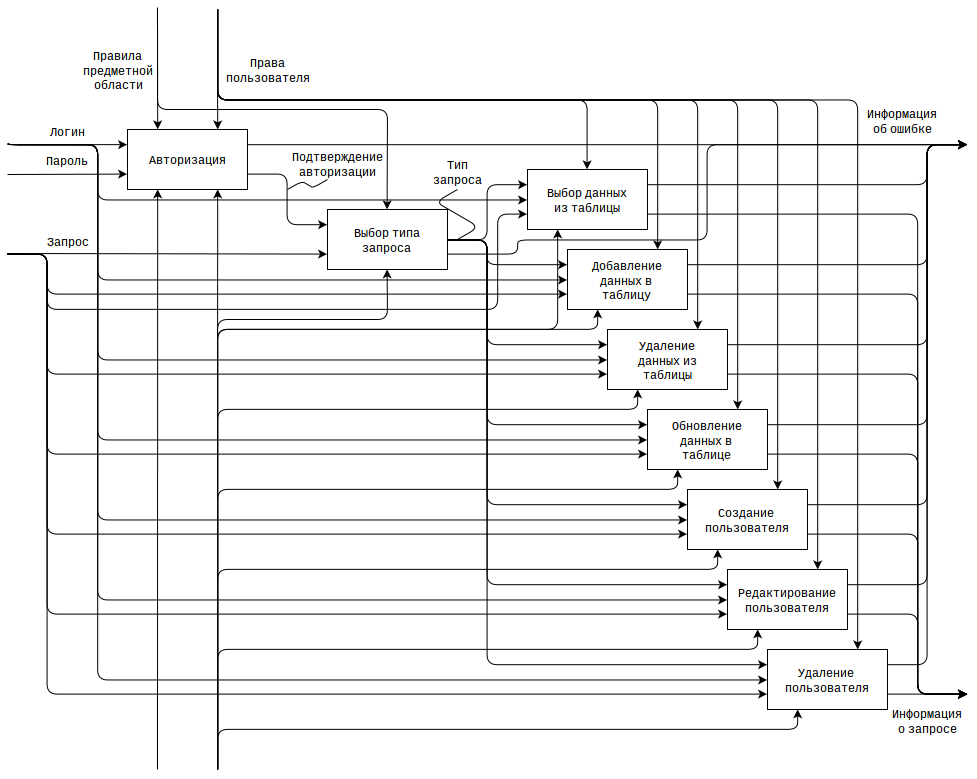 Правила
предметной
области
Права
пользователя
Информация
об ошибке
Логин
Пароль
Авторизация
Подтверждение
авторизации
Тип
запроса
Выбор данных
из таблицы
Запрос
Выбор типа
запроса
Добавление
данных в
таблицу
Удаление
данных из
таблицы
Обновление
данных в
таблице
Создание
пользователя
Редактирование
пользователя
Удаление
пользователя
Информация
о запросе